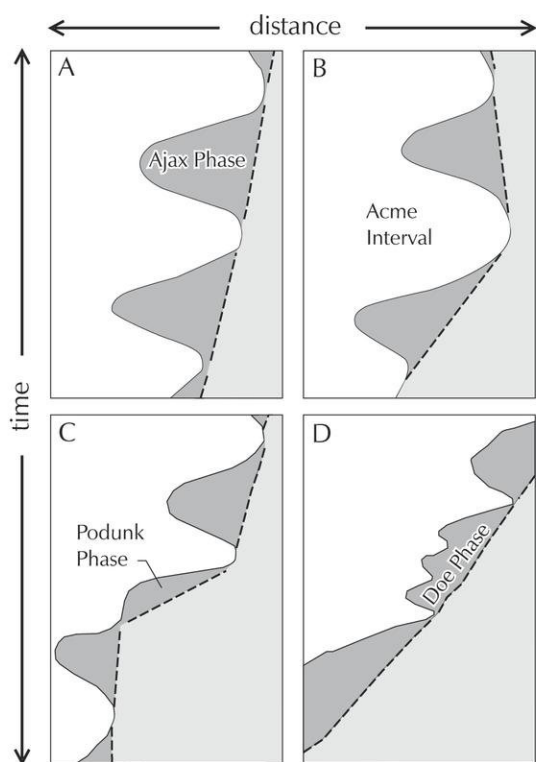 distance
A
B
Ajax Phase
Acme
Interval
time
C
D
Podunk
Phase
Doe Phase